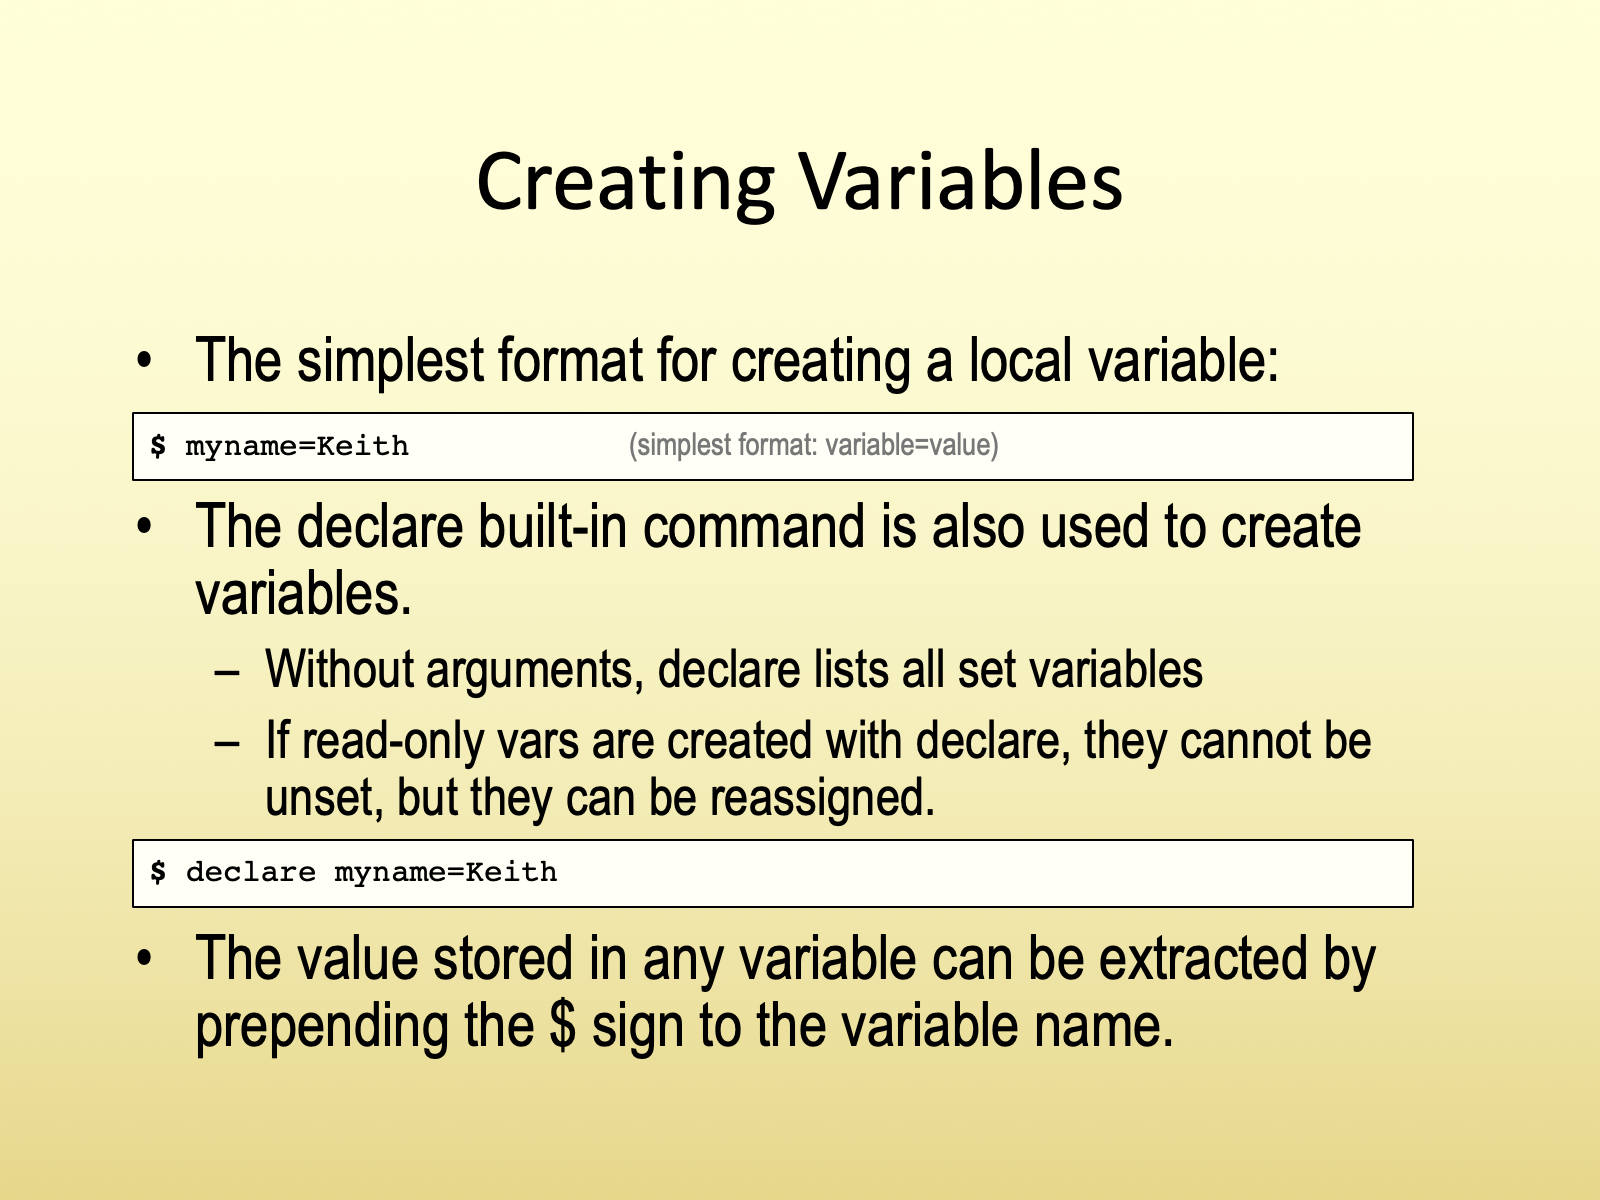 Creating Variables
• The simplest format for creating a local variable:
$ myname=Keith (simplest format: variable=value)
• The declare built-in command is also used to create
variables.
– Without arguments, declare lists all set variables
– If read-only vars are created with declare, they cannot be
unset, but they can be reassigned.
$ declare myname=Keith
• The value stored in any variable can be extracted by
prepending the $ sign to the variable name.